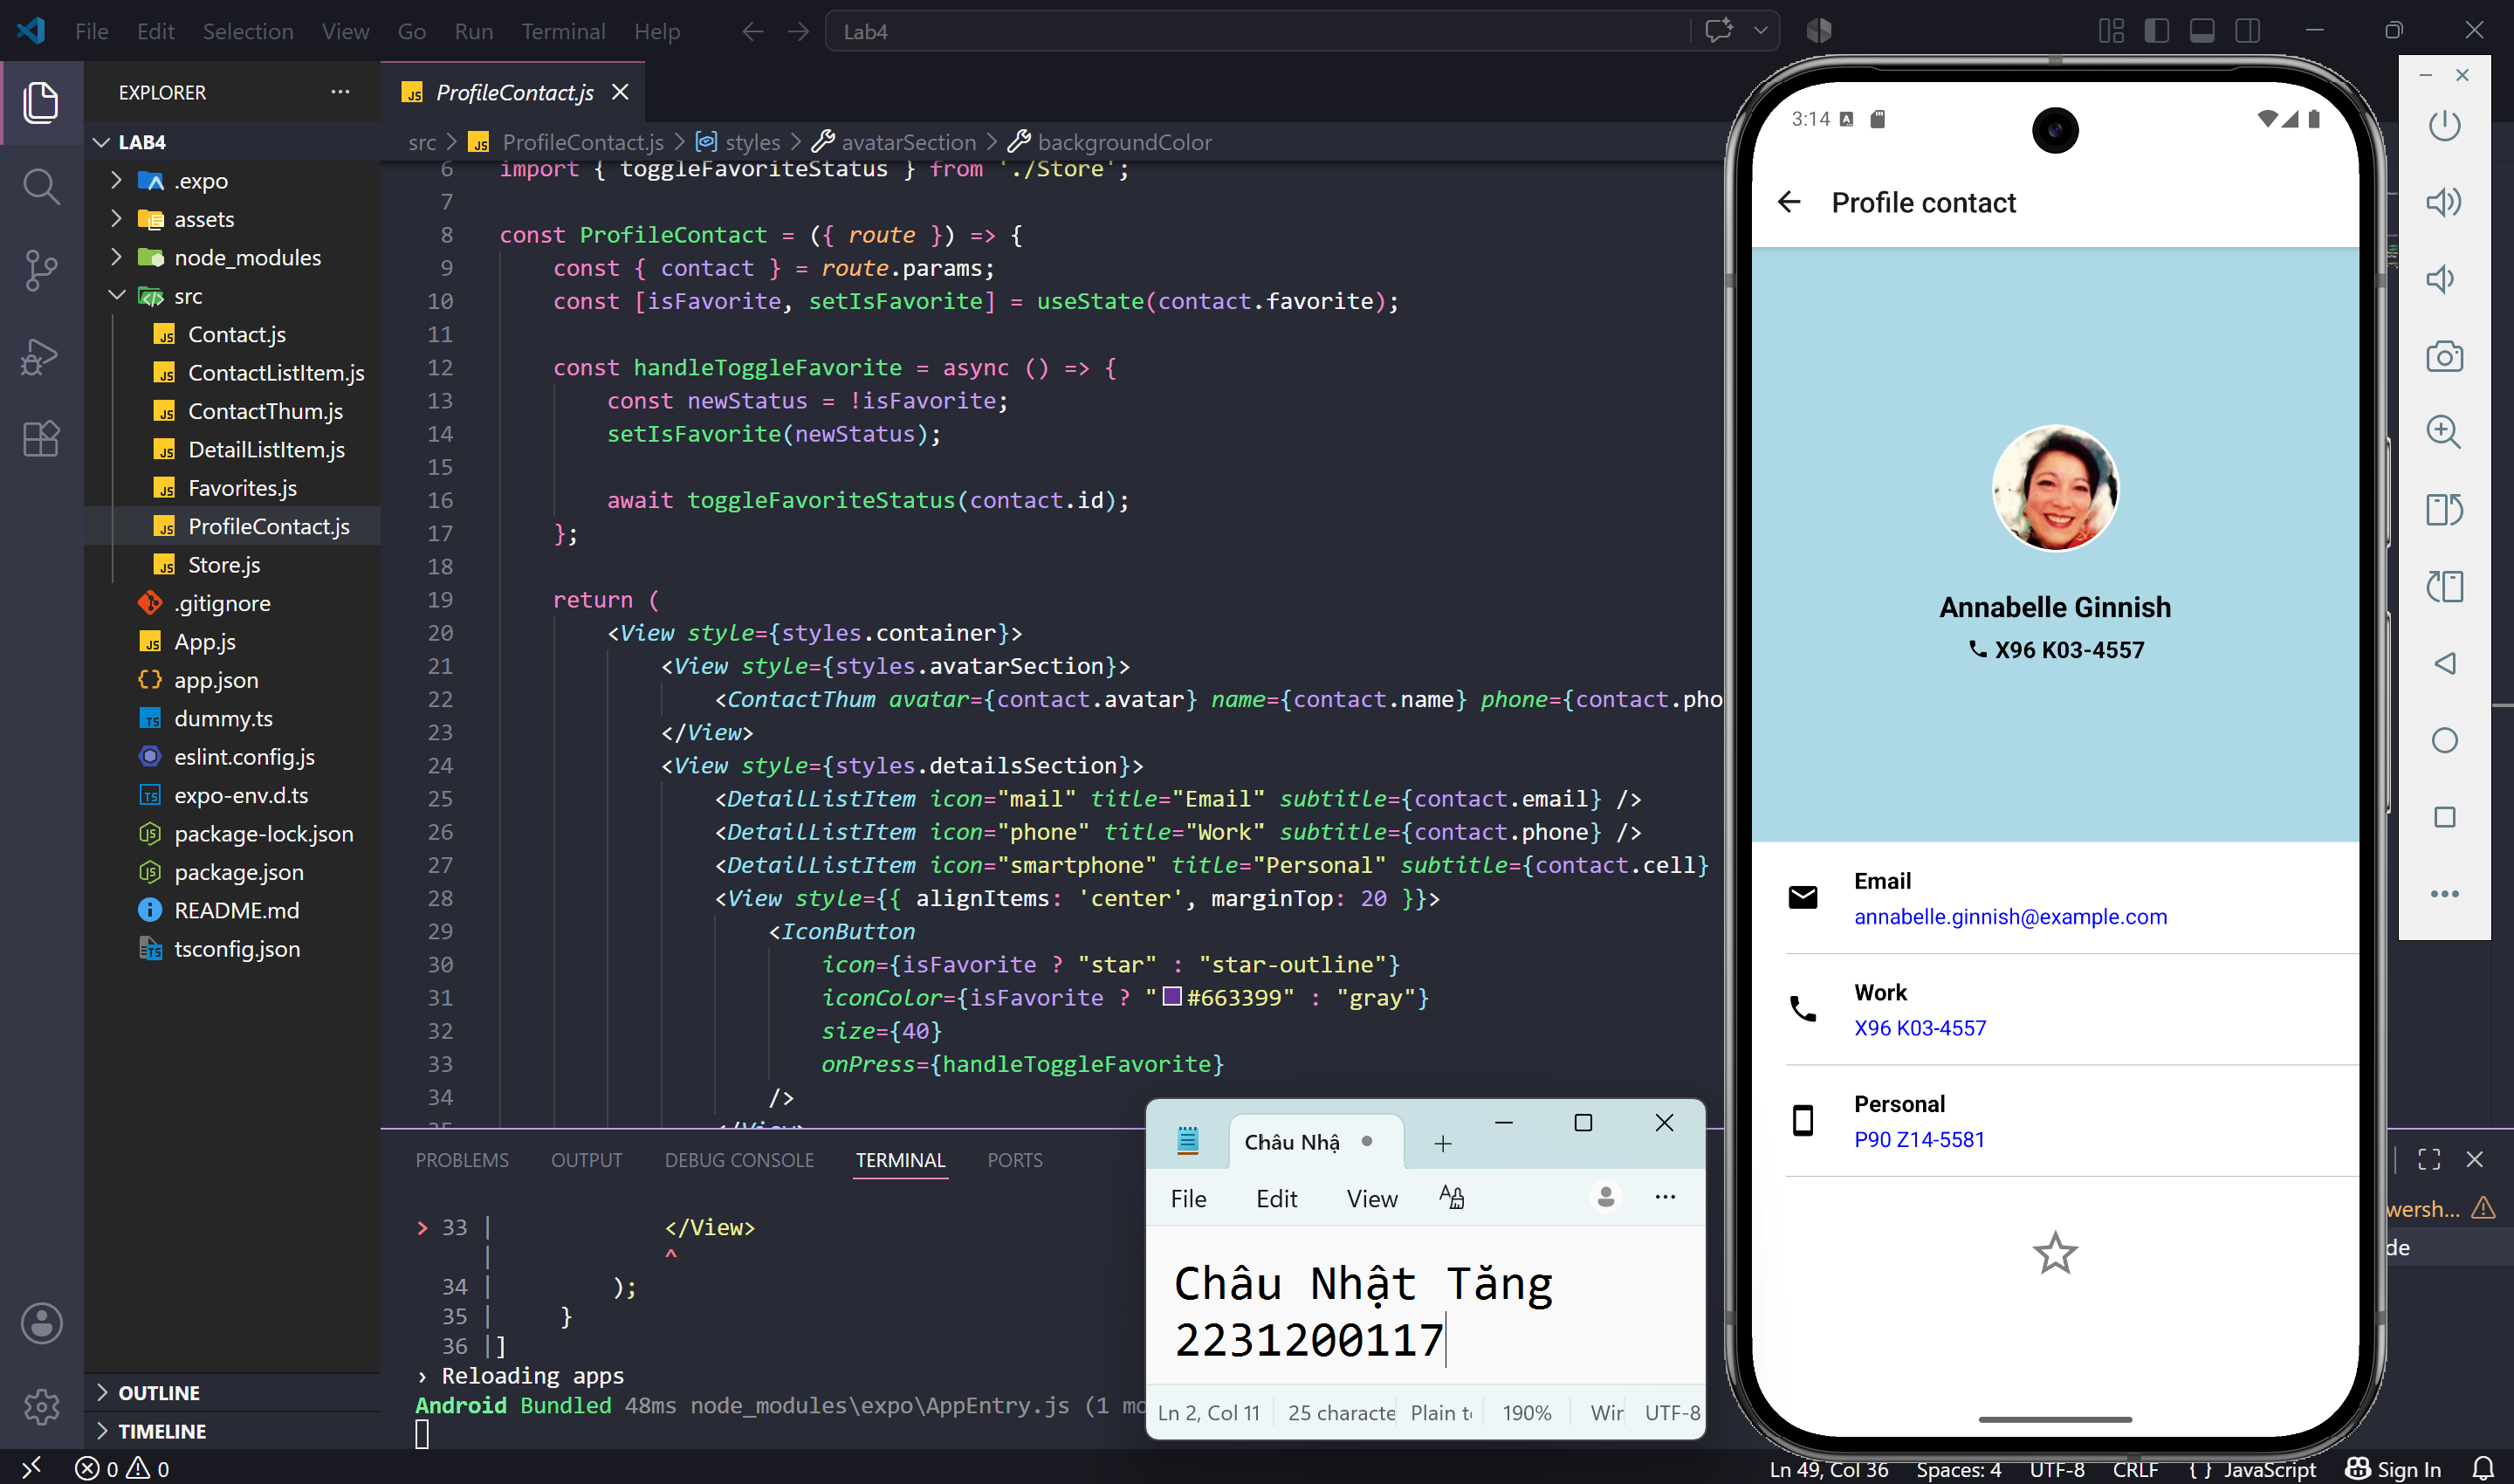 File Edit Selection View Go Run Terminal Help
Lab4
EXPLORER
LAB4
.expo
assets
node_modules
src
Contact.js
ContactListItem.js
ContactThum.js
DetailListItem.js
Favorites.js
ProfileContact.js
Store.js
.gitignore
App.js
app.json
dummy.ts
eslint.config.js
expo-env.d.ts
package-lock.json
package.json
README.md
tsconfig.json
OUTLINE
TIMELINE
ProfileContact.js
src > ProfileContact.js > styles > avatarSection > backgroundColor
6 import { toggleFavoriteStatus } from './Store';
7
8 const ProfileContact = ({ route }) => {
9 const { contact } = route.params;
10 const [isFavorite, setIsFavorite] = useState(contact.favorite);
11
12 const handleToggleFavorite = async () => {
13 const newStatus = !isFavorite;
14 setIsFavorite(newStatus);
15
16 await toggleFavoriteStatus(contact.id);
17 };
18
19 return (
20 <View style={styles.container}>
21 <View style={styles.avatarSection}>
22 <ContactThum avatar={contact.avatar} name={contact.name} phone={contact.pho
23 </View>
24 <View style={styles.detailsSection}>
25 <DetailListItem icon="mail" title="Email" subtitle={contact.email} />
26 <DetailListItem icon="phone" title="Work" subtitle={contact.phone} />
27 <DetailListItem icon="smartphone" title="Personal" subtitle={contact.cell}
28 <View style={{ alignItems: 'center', marginTop: 20 }}>
29 <IconButton
30 icon={isFavorite ? "star" : "star-outline"}
31 iconColor={isFavorite ? "#663399" : "gray"}
32 size={40}
33 onPress={handleToggleFavorite}
34 />
35 </View>
PROBLEMS OUTPUT DEBUG CONSOLE TERMINAL PORTS
> 33 | </View>
| ^
34 | );
35 | }
36 |]
› Reloading apps
Android Bundled 48ms node_modules\expo\AppEntry.js (1 mo
wersh...
de
Châu Nhậ
File Edit View
Châu Nhật Tăng
2231200117
Ln 2, Col 11 25 characte Plain t 190% Wir UTF-8
3:14
Profile contact
Annabelle Ginnish
X96 K03-4557
Email
annabelle.ginnish@example.com
Work
X96 K03-4557
Personal
P90 Z14-5581
0 0
Ln 49, Col 36 Spaces: 4 UTF-8 CRLF { } JavaScript Sign In